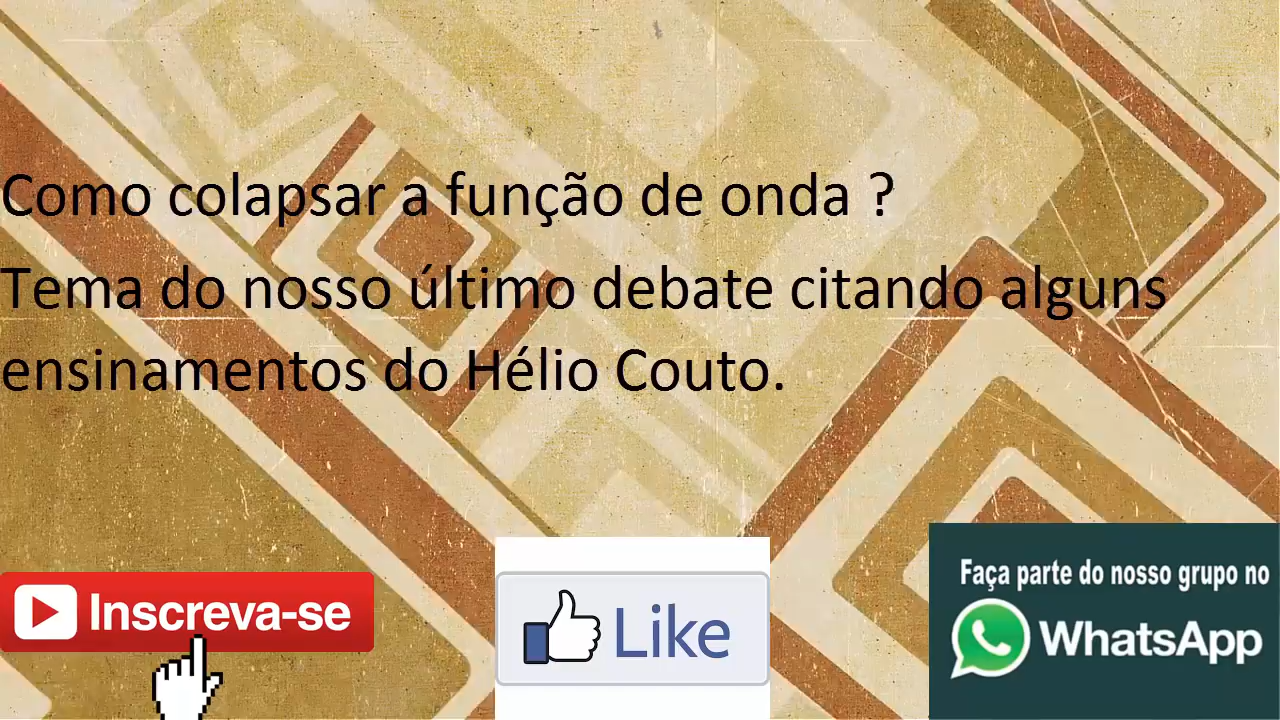 Como colapsar a função de onda ?
Tema do nosso último debate citando alguns
ensinamentos do Hélio Couto.
Inscreva-se
Like
Faça parte do nosso grupo no
WhatsApp